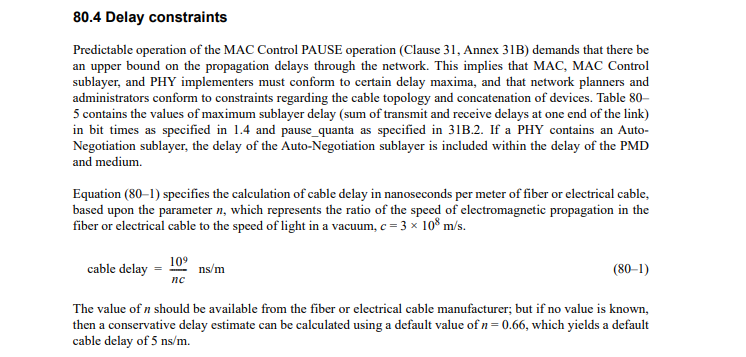 80.4 Delay constraints
Predictable operation of the MAC Control PAUSE operation (Clause 31, Annex 31B) demands that there be
an upper bound on the propagation delays through the network. This implies that MAC, MAC Control
sublayer, and PHY implementers must conform to certain delay maxima, and that network planners and
administrators conform to constraints regarding the cable topology and concatenation of devices. Table 80–
5 contains the values of maximum sublayer delay (sum of transmit and receive delays at one end of the link)
in bit times as specified in 1.4 and pause_quanta as specified in 31B.2. If a PHY contains an Auto-
Negotiation sublayer, the delay of the Auto-Negotiation sublayer is included within the delay of the PMD
and medium.
Equation (80–1) specifies the calculation of cable delay in nanoseconds per meter of fiber or electrical cable,
based upon the parameter n, which represents the ratio of the speed of electromagnetic propagation in the
fiber or electrical cable to the speed of light in a vacuum, c = 3 × 10⁸ m/s.
cable delay = 10⁹/nc ns/m (80–1)
The value of n should be available from the fiber or electrical cable manufacturer; but if no value is known,
then a conservative delay estimate can be calculated using a default value of n = 0.66, which yields a default
cable delay of 5 ns/m.